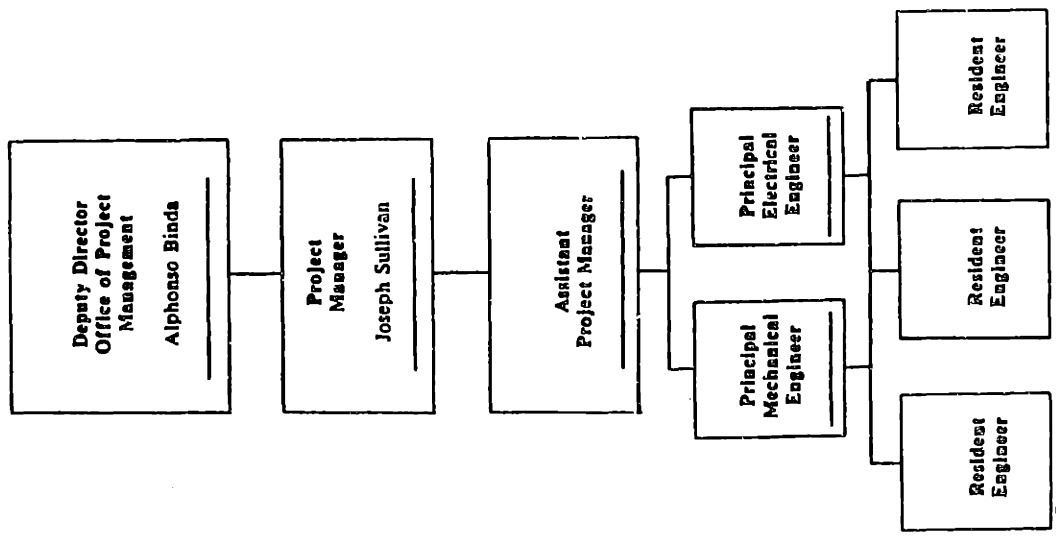 Deputy Director
Office of Project
Management
Alphonso Binda
Project
Manager
Joseph Sullivan
Assistant
Project Manager
Principal
Mechanical
Engineer
Principal
Electrical
Engineer
Resident
Engineer
Resident
Engineer
Resident
Engineer